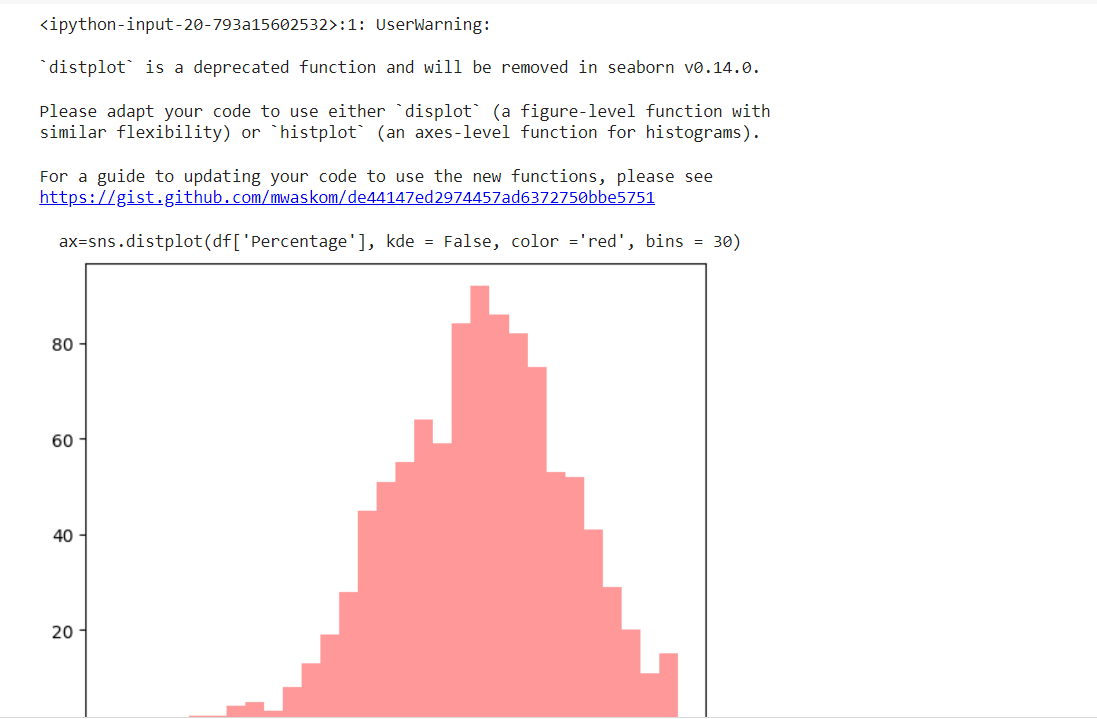 <ipython-input-20-793a15602532>:1: UserWarning:
`distplot` is a deprecated function and will be removed in seaborn v0.14.0.
Please adapt your code to use either `displot` (a figure-level function with
similar flexibility) or `histplot` (an axes-level function for histograms).
For a guide to updating your code to use the new functions, please see
https://gist.github.com/mwaskom/de44147ed2974457ad6372750bbe5751
ax=sns.distplot(df['Percentage'], kde = False, color ='red', bins = 30)
80
60
40
20